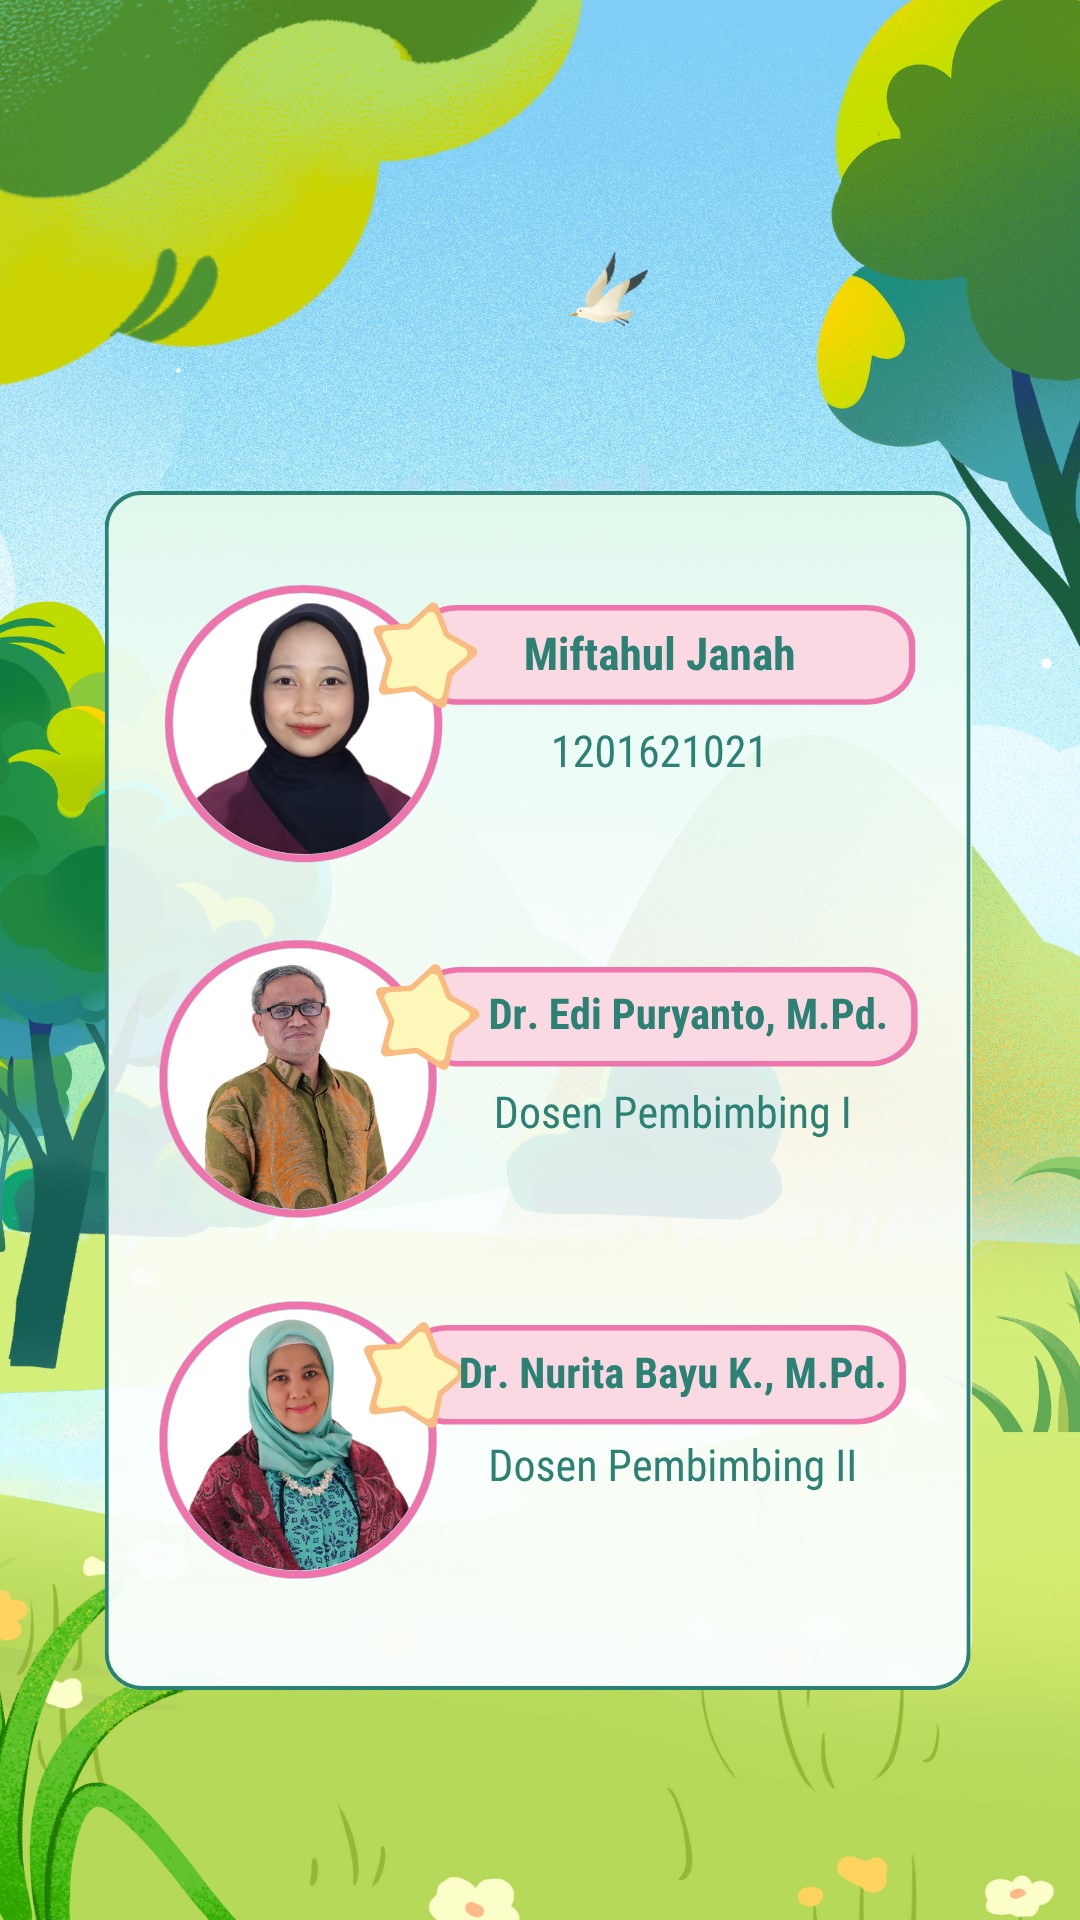 Miftahul Janah
1201621021
Dr. Edi Puryanto, M.Pd.
Dosen Pembimbing I
Dr. Nurita Bayu K., M.Pd.
Dosen Pembimbing II